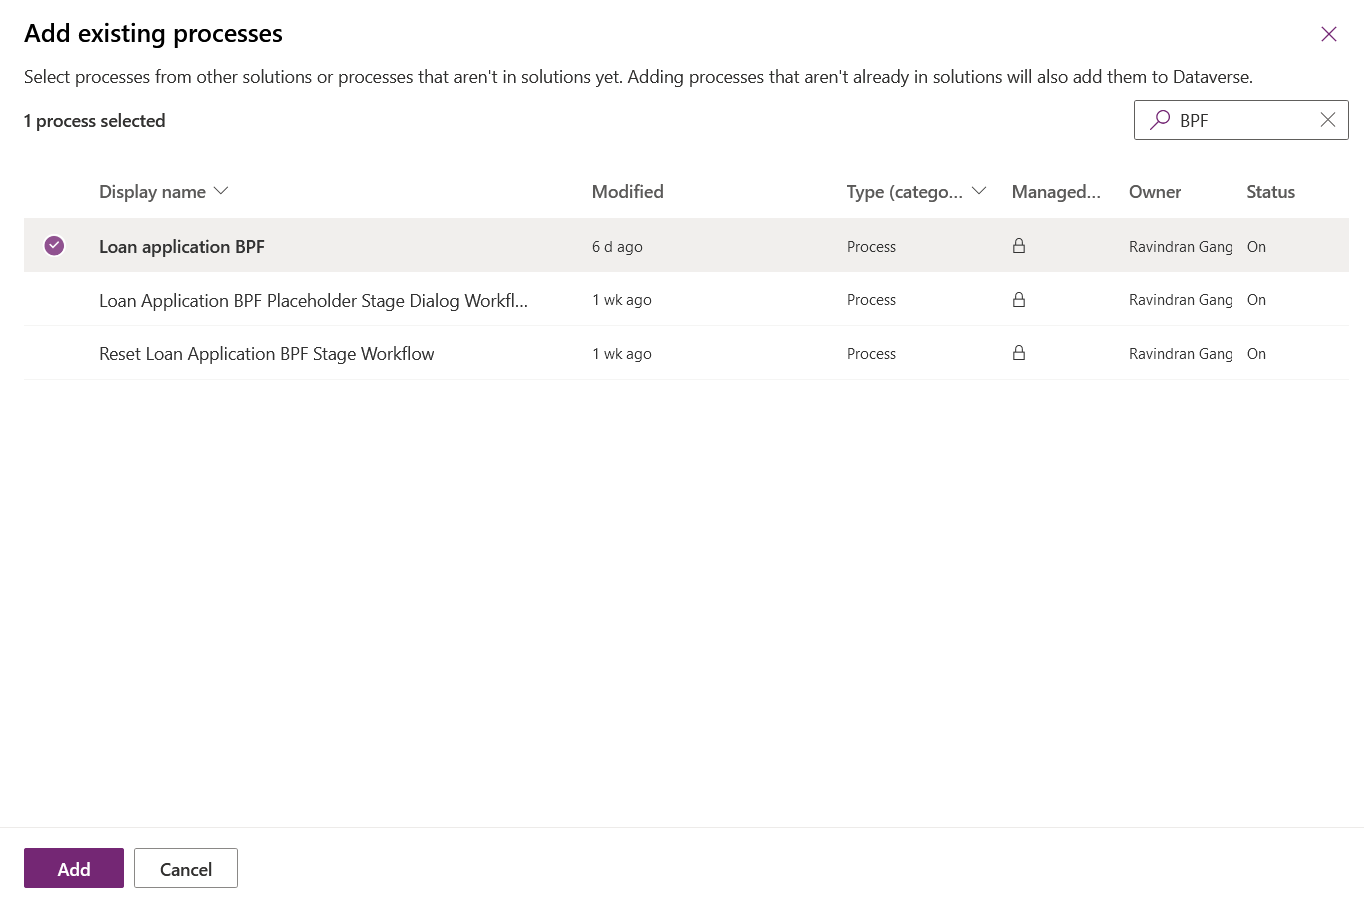 Add existing processes
Select processes from other solutions or processes that aren't in solutions yet. Adding processes that aren't already in solutions will also add them to Dataverse.
1 process selected
BPF
Display name Modified Type (catego... Managed... Owner Status
Loan application BPF 6 d ago Process Ravindran Gang On
Loan Application BPF Placeholder Stage Dialog Workfl... 1 wk ago Process Ravindran Gang On
Reset Loan Application BPF Stage Workflow 1 wk ago Process Ravindran Gang On
Add Cancel